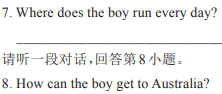 7. Where does the boy run every day?
请听一段对话,回答第8小题。
8. How can the boy get to Australia?